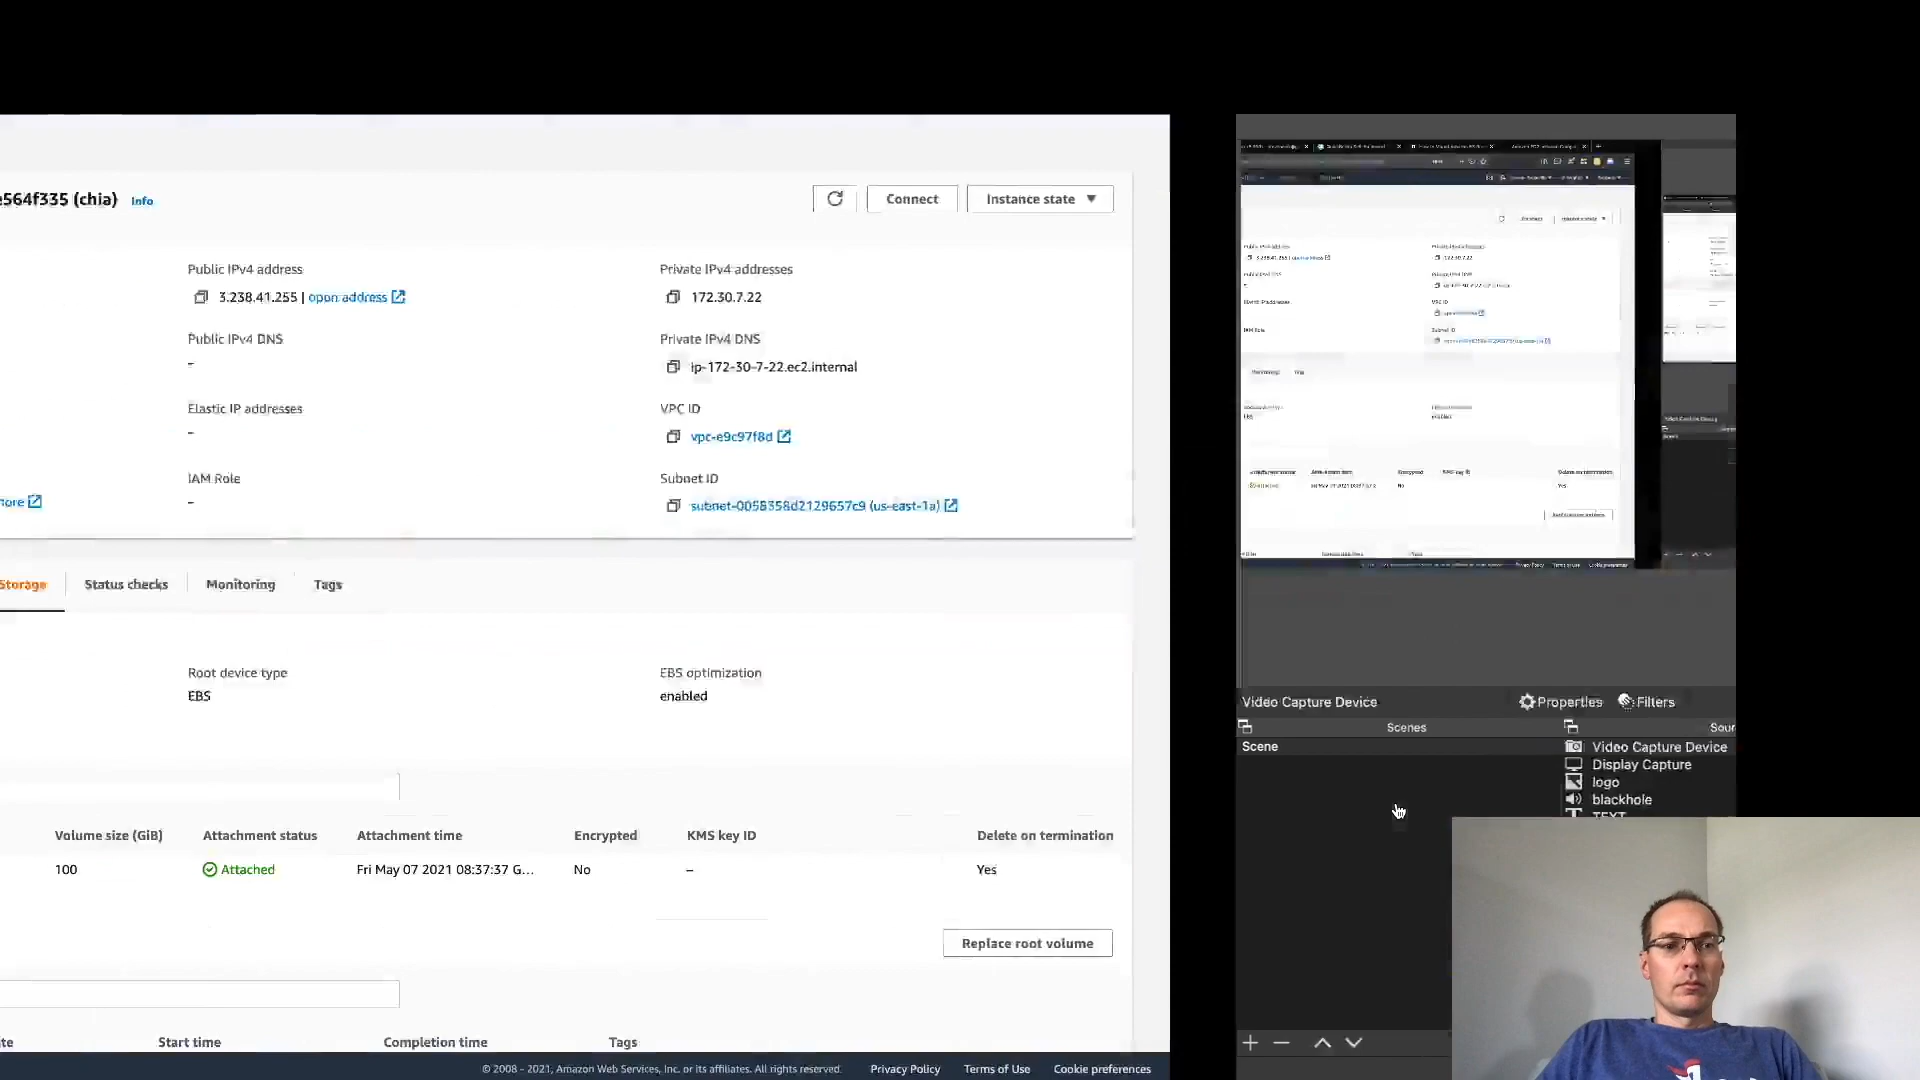 e564f335 (chia) Info
Connect
Instance state
Public IPv4 address
Private IPv4 addresses
3.238.41.255 | open address
172.30.7.22
Public IPv4 DNS
Private IPv4 DNS
–
ip-172-30-7-22.ec2.internal
Elastic IP addresses
VPC ID
–
vpc-e9c97f8d
IAM Role
Subnet ID
more
–
subnet-0058358d2129657c9 (us-east-1a)
Storage
Status checks
Monitoring
Tags
Root device type
EBS optimization
EBS
enabled
Volume size (GiB)
Attachment status
Attachment time
Encrypted
KMS key ID
Delete on termination
100
Attached
Fri May 07 2021 08:37:37 G...
No
–
Yes
Replace root volume
te
Start time
Completion time
Tags
© 2008 - 2021, Amazon Web Services, Inc. or its affiliates. All rights reserved.
Privacy Policy
Terms of Use
Cookie preferences
Video Capture Device
Properties
Filters
Scenes
Sour
Scene
Video Capture Device
Display Capture
logo
blackhole
TEXT